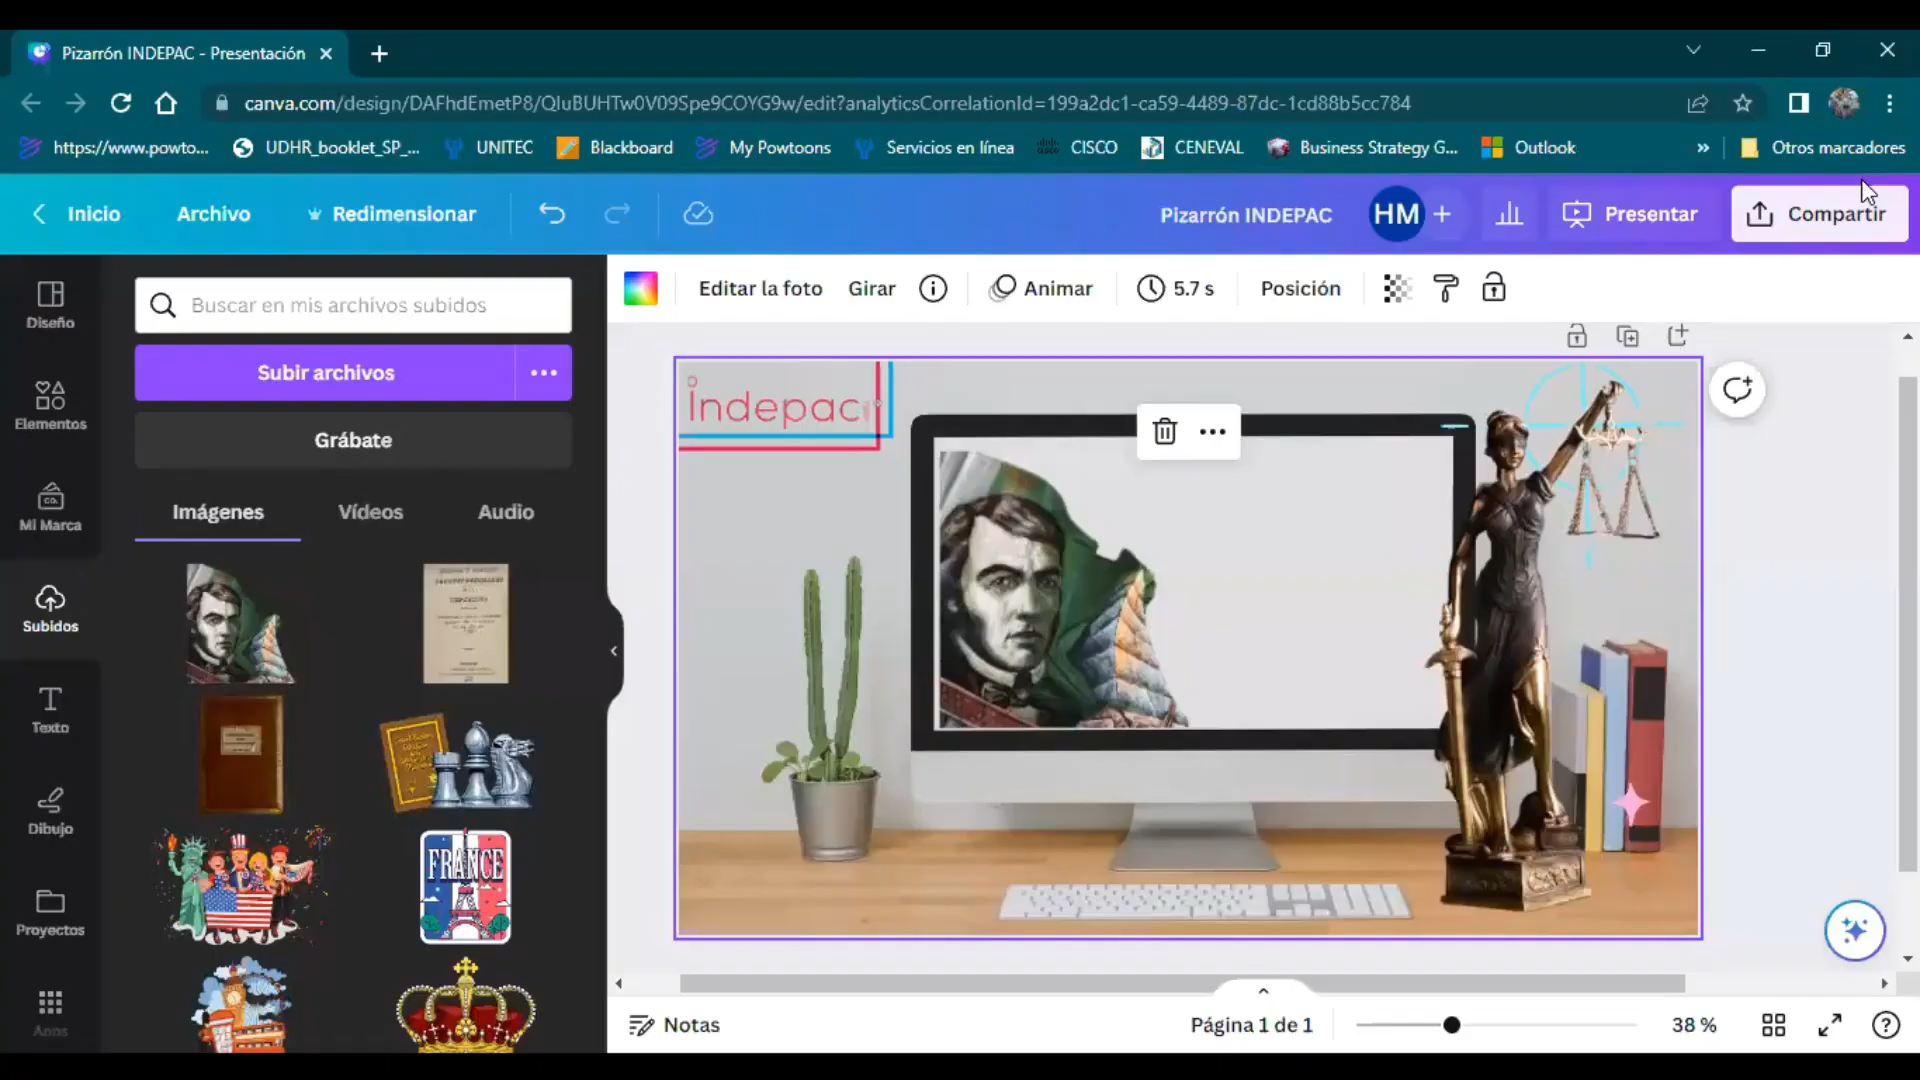 Pizarrón INDEPAC - Presentación
canva.com/design/DAFhdEmetP8/QIuBUHTw0V09Spe9COYG9w/edit?analyticsCorrelationId=199a2dc1-ca59-4489-87dc-1cd88b5cc784
https://www.powto... UDHR_booklet_SP_... UNITEC Blackboard My Powtoons Servicios en línea CISCO CENEVAL Business Strategy G... Outlook » Otros marcadores
Inicio Archivo Redimensionar Pizarrón INDEPAC HM + Presentar Compartir
Diseño
Elementos
Mi Marca
Subidos
Texto
Dibujo
Proyectos
Apps
Buscar en mis archivos subidos
Subir archivos
Grábate
Imágenes Vídeos Audio
FRANCE
Editar la foto Girar Animar 5.7 s Posición
Indepac
Notas Página 1 de 1 38 %